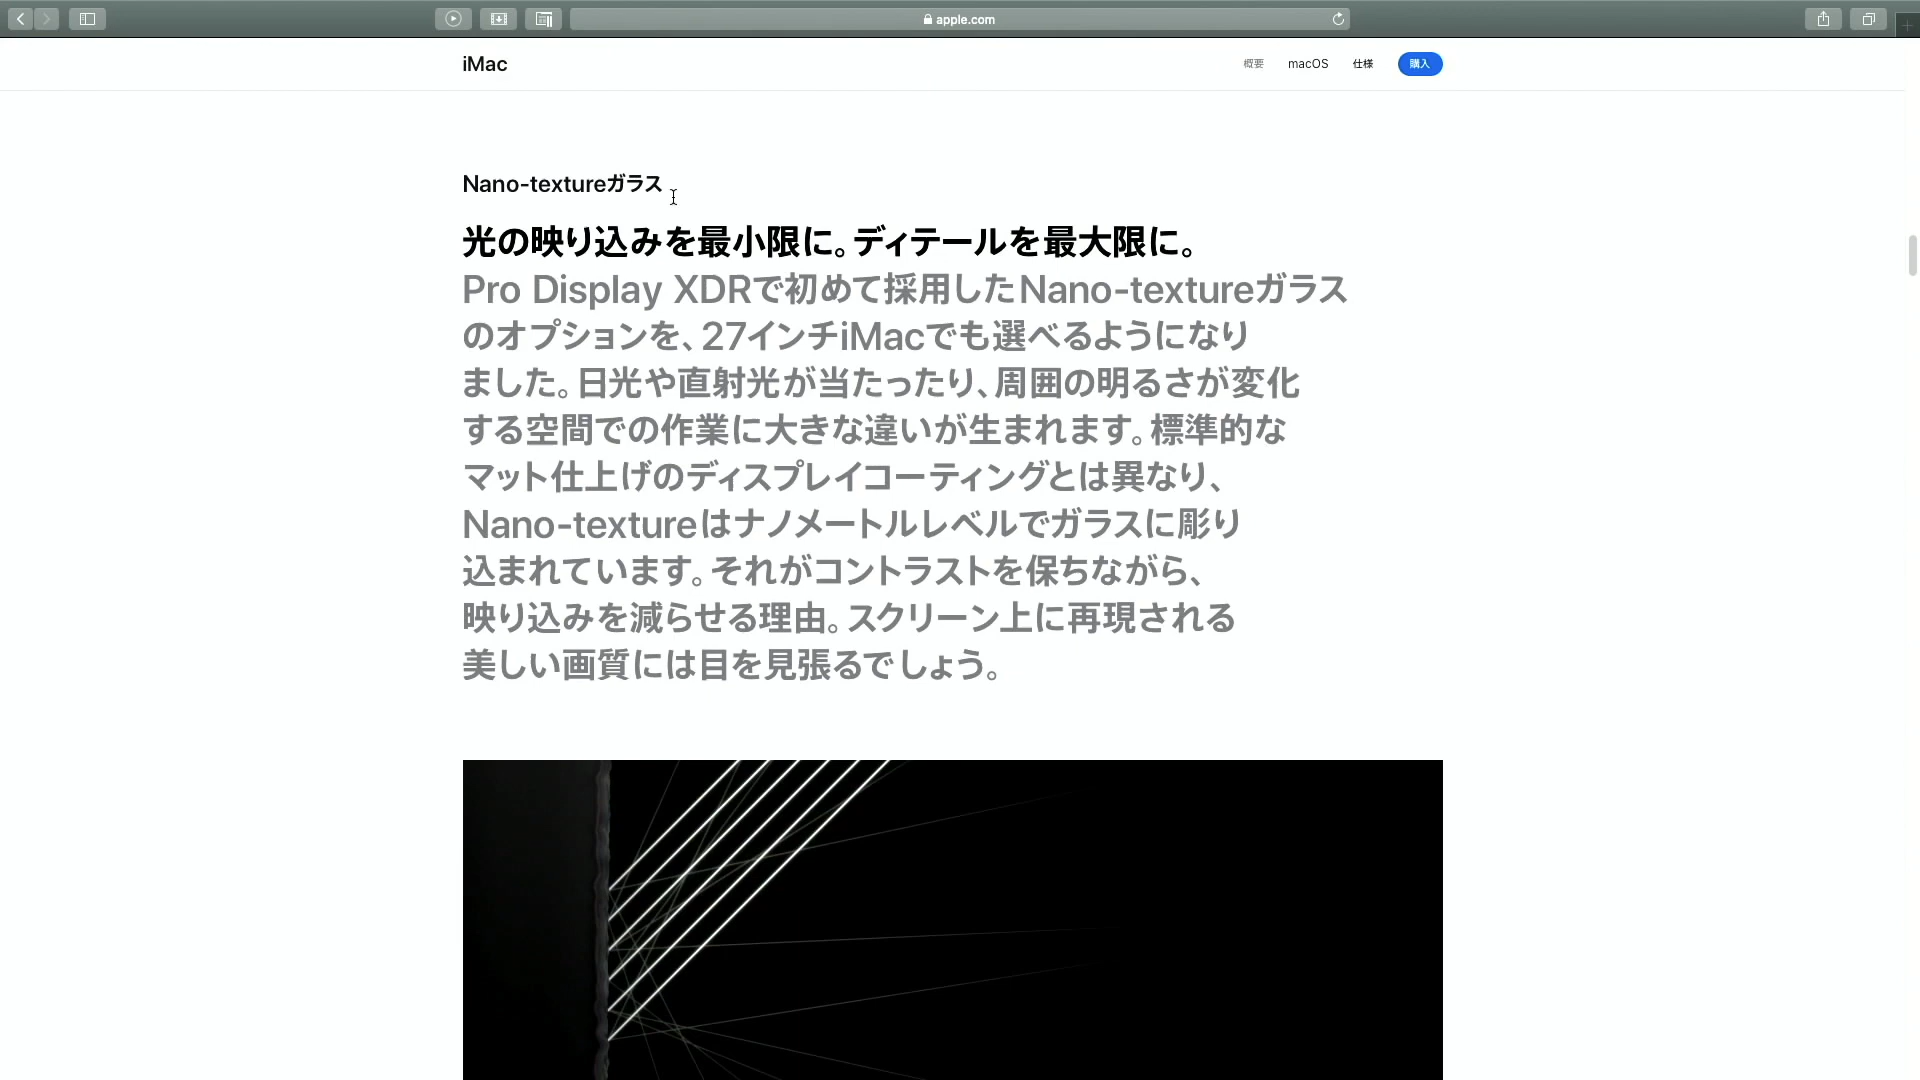 apple.com
iMac
概要 macOS 仕様 購入
Nano-textureガラス
光の映り込みを最小限に。ディテールを最大限に。
Pro Display XDRで初めて採用したNano-textureガラス
のオプションを、27インチiMacでも選べるようになり
ました。日光や直射光が当たったり、周囲の明るさが変化
する空間での作業に大きな違いが生まれます。標準的な
マット仕上げのディスプレイコーティングとは異なり、
Nano-textureはナノメートルレベルでガラスに彫り
込まれています。それがコントラストを保ちながら、
映り込みを減らせる理由。スクリーン上に再現される
美しい画質には目を見張るでしょう。